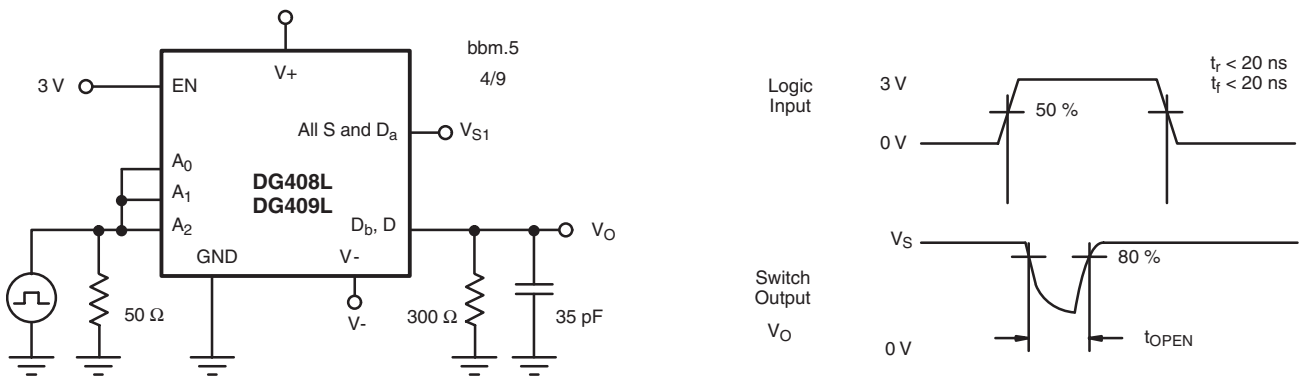 bbm.5
4/9
3 V
EN
V+
All S and Da
VS1
A0
A1
A2
DG408L
DG409L
Db, D
VO
GND
V-
50 Ω
V-
300 Ω
35 pF
Logic
Input
3 V
0 V
50 %
tr < 20 ns
tf < 20 ns
VS
80 %
Switch
Output
VO
0 V
tOPEN